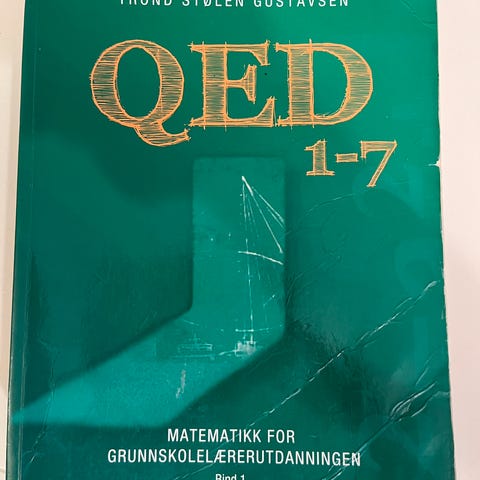 TROND STØLEN GUSTAVSEN
QED
1-7
MATEMATIKK FOR
GRUNNSKOLELÆRERUTDANNINGEN
Bind 1